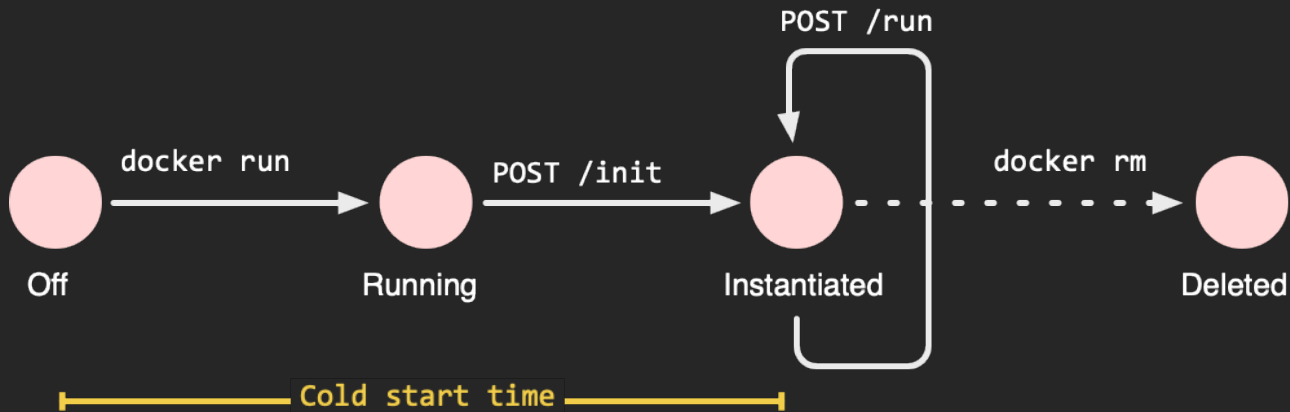 POST /run
docker run
POST /init
docker rm
Off
Running
Instantiated
Deleted
Cold start time